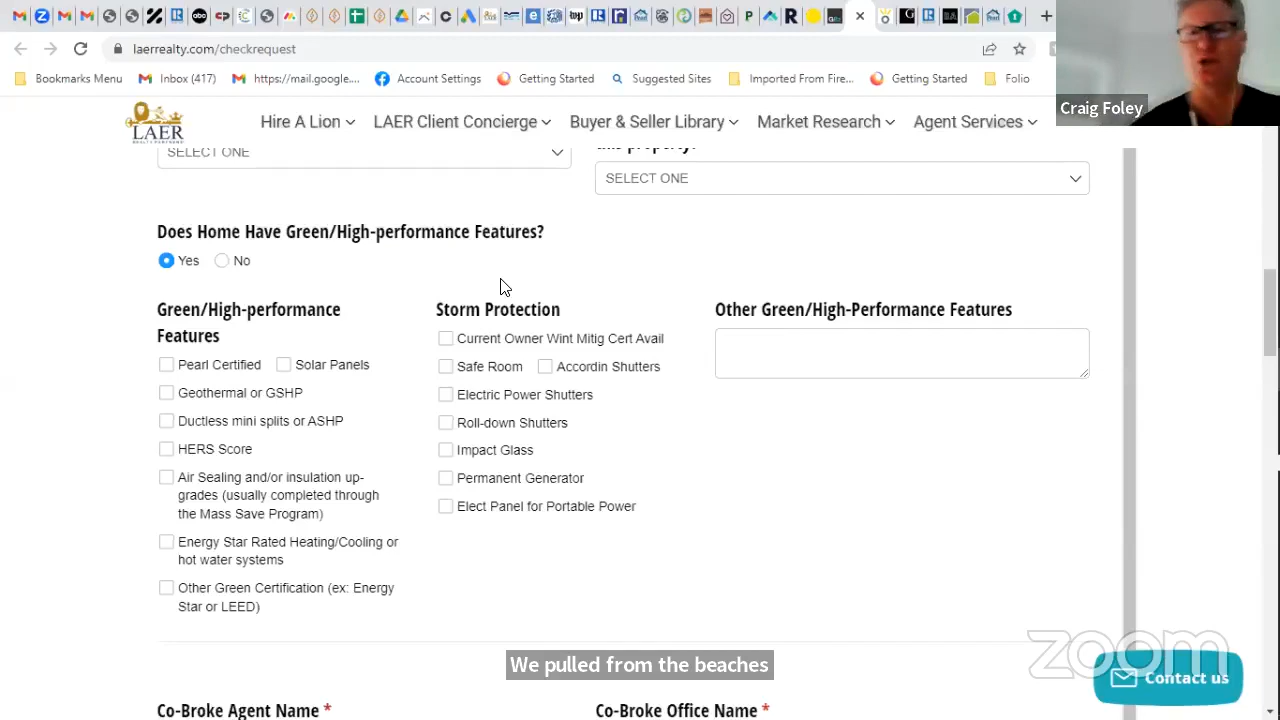 laerrealty.com/checkrequest
Bookmarks Menu Inbox (417) https://mail.google.... Account Settings Getting Started Suggested Sites Imported From Fire... Getting Started Folio
Craig Foley
LAER
Hire A Lion LAER Client Concierge Buyer & Seller Library Market Research Agent Services
SELECT ONE
this property?
SELECT ONE
Does Home Have Green/High-performance Features?
Yes No
Green/High-performance
Features
Pearl Certified Solar Panels
Geothermal or GSHP
Ductless mini splits or ASHP
HERS Score
Air Sealing and/or insulation up-
grades (usually completed through
the Mass Save Program)
Energy Star Rated Heating/Cooling or
hot water systems
Other Green Certification (ex: Energy
Star or LEED)
Storm Protection
Current Owner Wint Mitig Cert Avail
Safe Room Accordin Shutters
Electric Power Shutters
Roll-down Shutters
Impact Glass
Permanent Generator
Elect Panel for Portable Power
Other Green/High-Performance Features
We pulled from the beaches
zoom
Contact us
Co-Broke Agent Name *
Co-Broke Office Name *